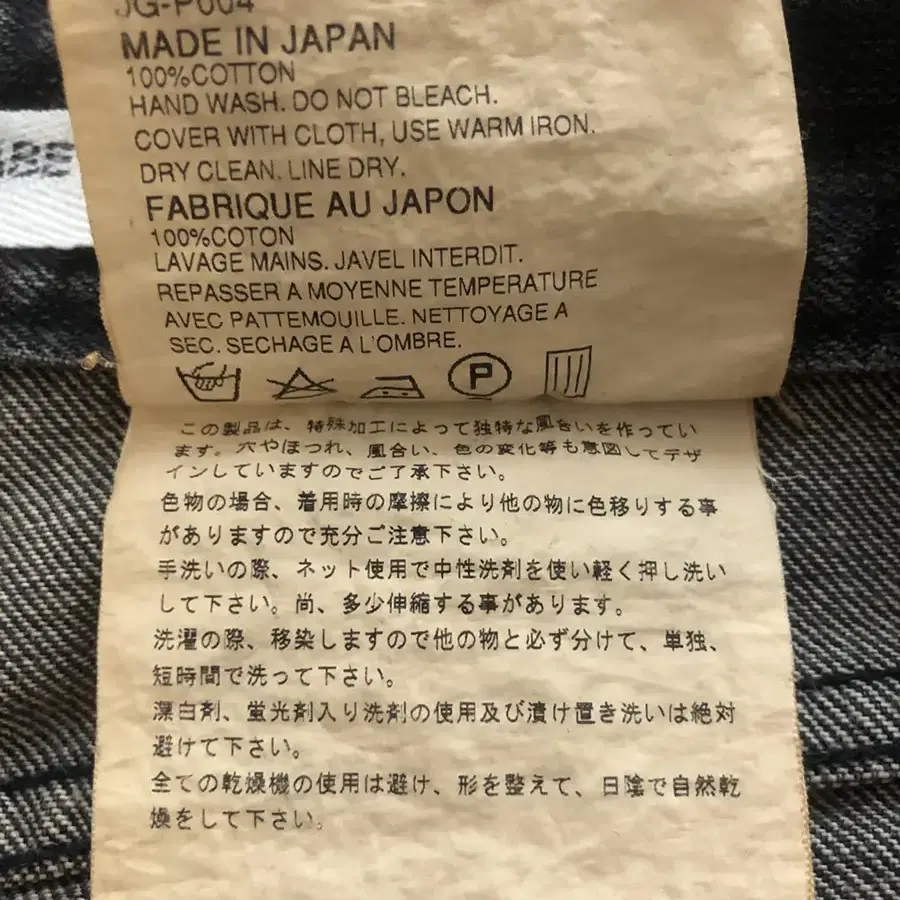 JG-P004
MADE IN JAPAN
100%COTTON
HAND WASH. DO NOT BLEACH.
COVER WITH CLOTH, USE WARM IRON.
DRY CLEAN. LINE DRY.
FABRIQUE AU JAPON
100%COTON
LAVAGE MAINS. JAVEL INTERDIT.
REPASSER A MOYENNE TEMPERATURE
AVEC PATTEMOUILLE. NETTOYAGE A
SEC. SECHAGE A L'OMBRE.
P
この製品は、特殊加工によって独特な風合いを作ってい
ます。穴やほつれ、風合い、色の変化等も意図してデザ
インしていますのでご了承下さい。
色物の場合、着用時の摩擦により他の物に色移りする事
がありますので充分ご注意下さい。
手洗いの際、ネット使用で中性洗剤を使い軽く押し洗い
して下さい。尚、多少伸縮する事があります。
洗濯の際、移染しますので他の物と必ず分けて、単独、
短時間で洗って下さい。
漂白剤、蛍光剤入り洗剤の使用及び漬け置き洗いは絶対
避けて下さい。
全ての乾燥機の使用は避け、形を整えて、日陰で自然乾
燥をして下さい。